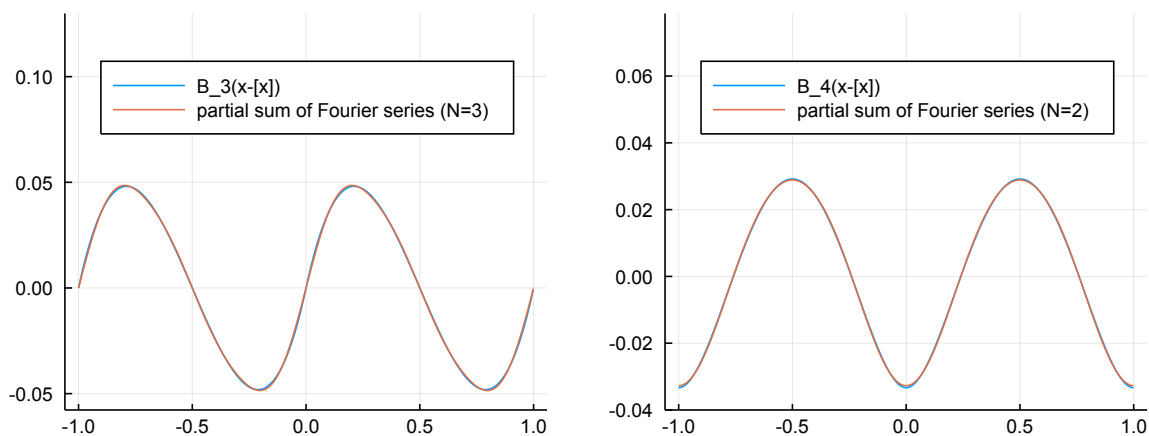 B_3(x-[x])
partial sum of Fourier series (N=3)
0.10
0.05
0.00
-0.05
-1.0 -0.5 0.0 0.5 1.0
B_4(x-[x])
partial sum of Fourier series (N=2)
0.06
0.04
0.02
0.00
-0.02
-0.04
-1.0 -0.5 0.0 0.5 1.0